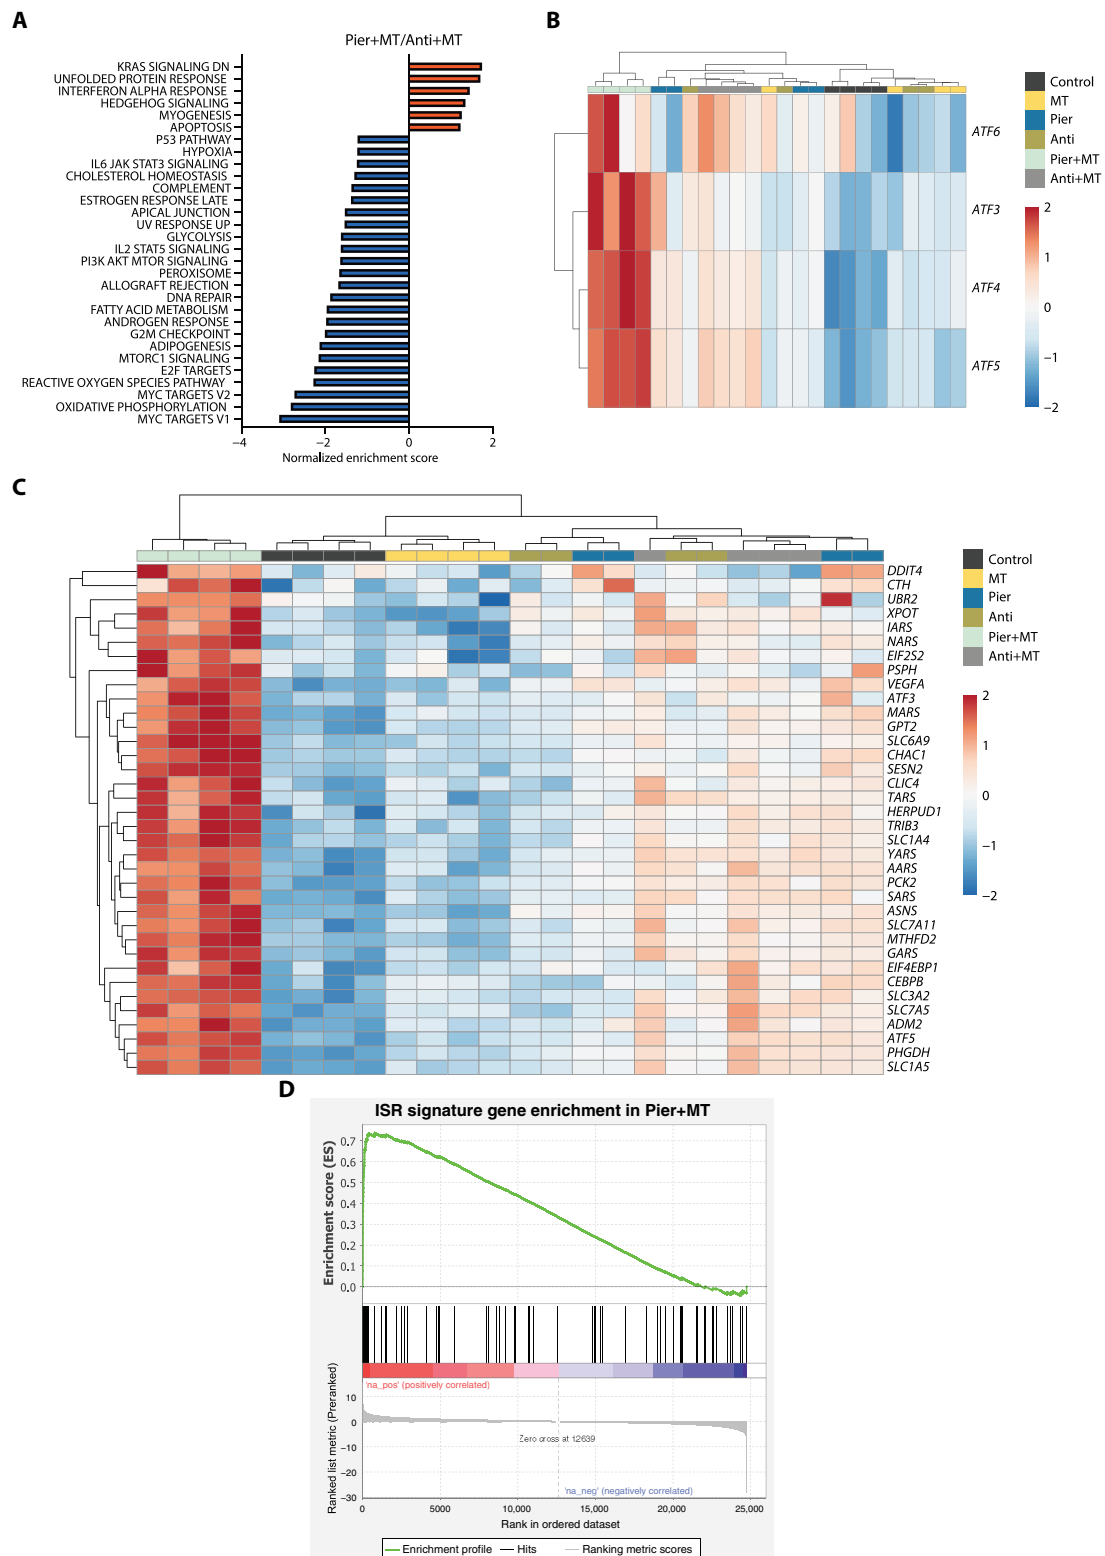 A
Pier+MT/Anti+MT
KRAS SIGNALING DN
UNFOLDED PROTEIN RESPONSE
INTERFERON ALPHA RESPONSE
HEDGEHOG SIGNALING
MYOGENESIS
APOPTOSIS
P53 PATHWAY
HYPOXIA
IL6 JAK STAT3 SIGNALING
CHOLESTEROL HOMEOSTASIS
COMPLEMENT
ESTROGEN RESPONSE LATE
APICAL JUNCTION
UV RESPONSE UP
GLYCOLYSIS
IL2 STAT5 SIGNALING
PI3K AKT MTOR SIGNALING
PEROXISOME
ALLOGRAFT REJECTION
DNA REPAIR
FATTY ACID METABOLISM
ANDROGEN RESPONSE
G2M CHECKPOINT
ADIPOGENESIS
MTORC1 SIGNALING
E2F TARGETS
REACTIVE OXYGEN SPECIES PATHWAY
MYC TARGETS V2
OXIDATIVE PHOSPHORYLATION
MYC TARGETS V1
−4 −2 0 2
Normalized enrichment score
B
ATF6
ATF3
ATF4
ATF5
Control
MT
Pier
Anti
Pier+MT
Anti+MT
2
1
0
−1
−2
C
DDIT4
CTH
UBR2
XPOT
IARS
NARS
EIF2S2
PSPH
VEGFA
ATF3
MARS
GPT2
SLC6A9
CHAC1
SESN2
CLIC4
TARS
HERPUD1
TRIB3
SLC1A4
YARS
AARS
PCK2
SARS
ASNS
SLC7A11
MTHFD2
GARS
EIF4EBP1
CEBPB
SLC3A2
SLC7A5
ADM2
ATF5
PHGDH
SLC1A5
Control
MT
Pier
Anti
Pier+MT
Anti+MT
2
1
0
−1
−2
D
ISR signature gene enrichment in Pier+MT
Enrichment score (ES)
0.7
0.6
0.5
0.4
0.3
0.2
0.1
0.0
'na_pos' (positively correlated)
Ranked list metric (Preranked)
10
0
−10
−20
−30
Zero cross at 12639
'na_neg' (negatively correlated)
0 5000 10,000 15,000 20,000 25,000
Rank in ordered dataset
Enrichment profile Hits Ranking metric scores